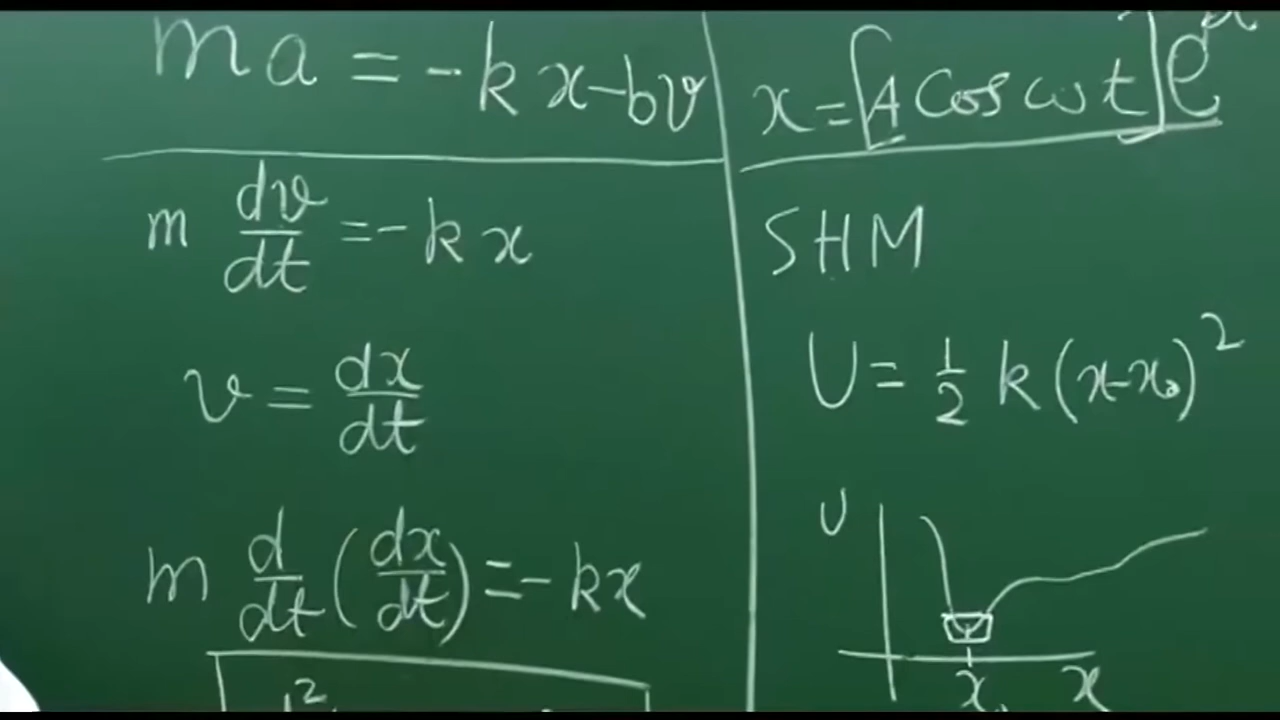 ma = -kx-bv
m dv/dt = -kx
v = dx/dt
m d/dt (dx/dt) = -kx
x = [A cos ωt] e
SHM
U = 1/2 k (x-x₀)²
U
x₀ x